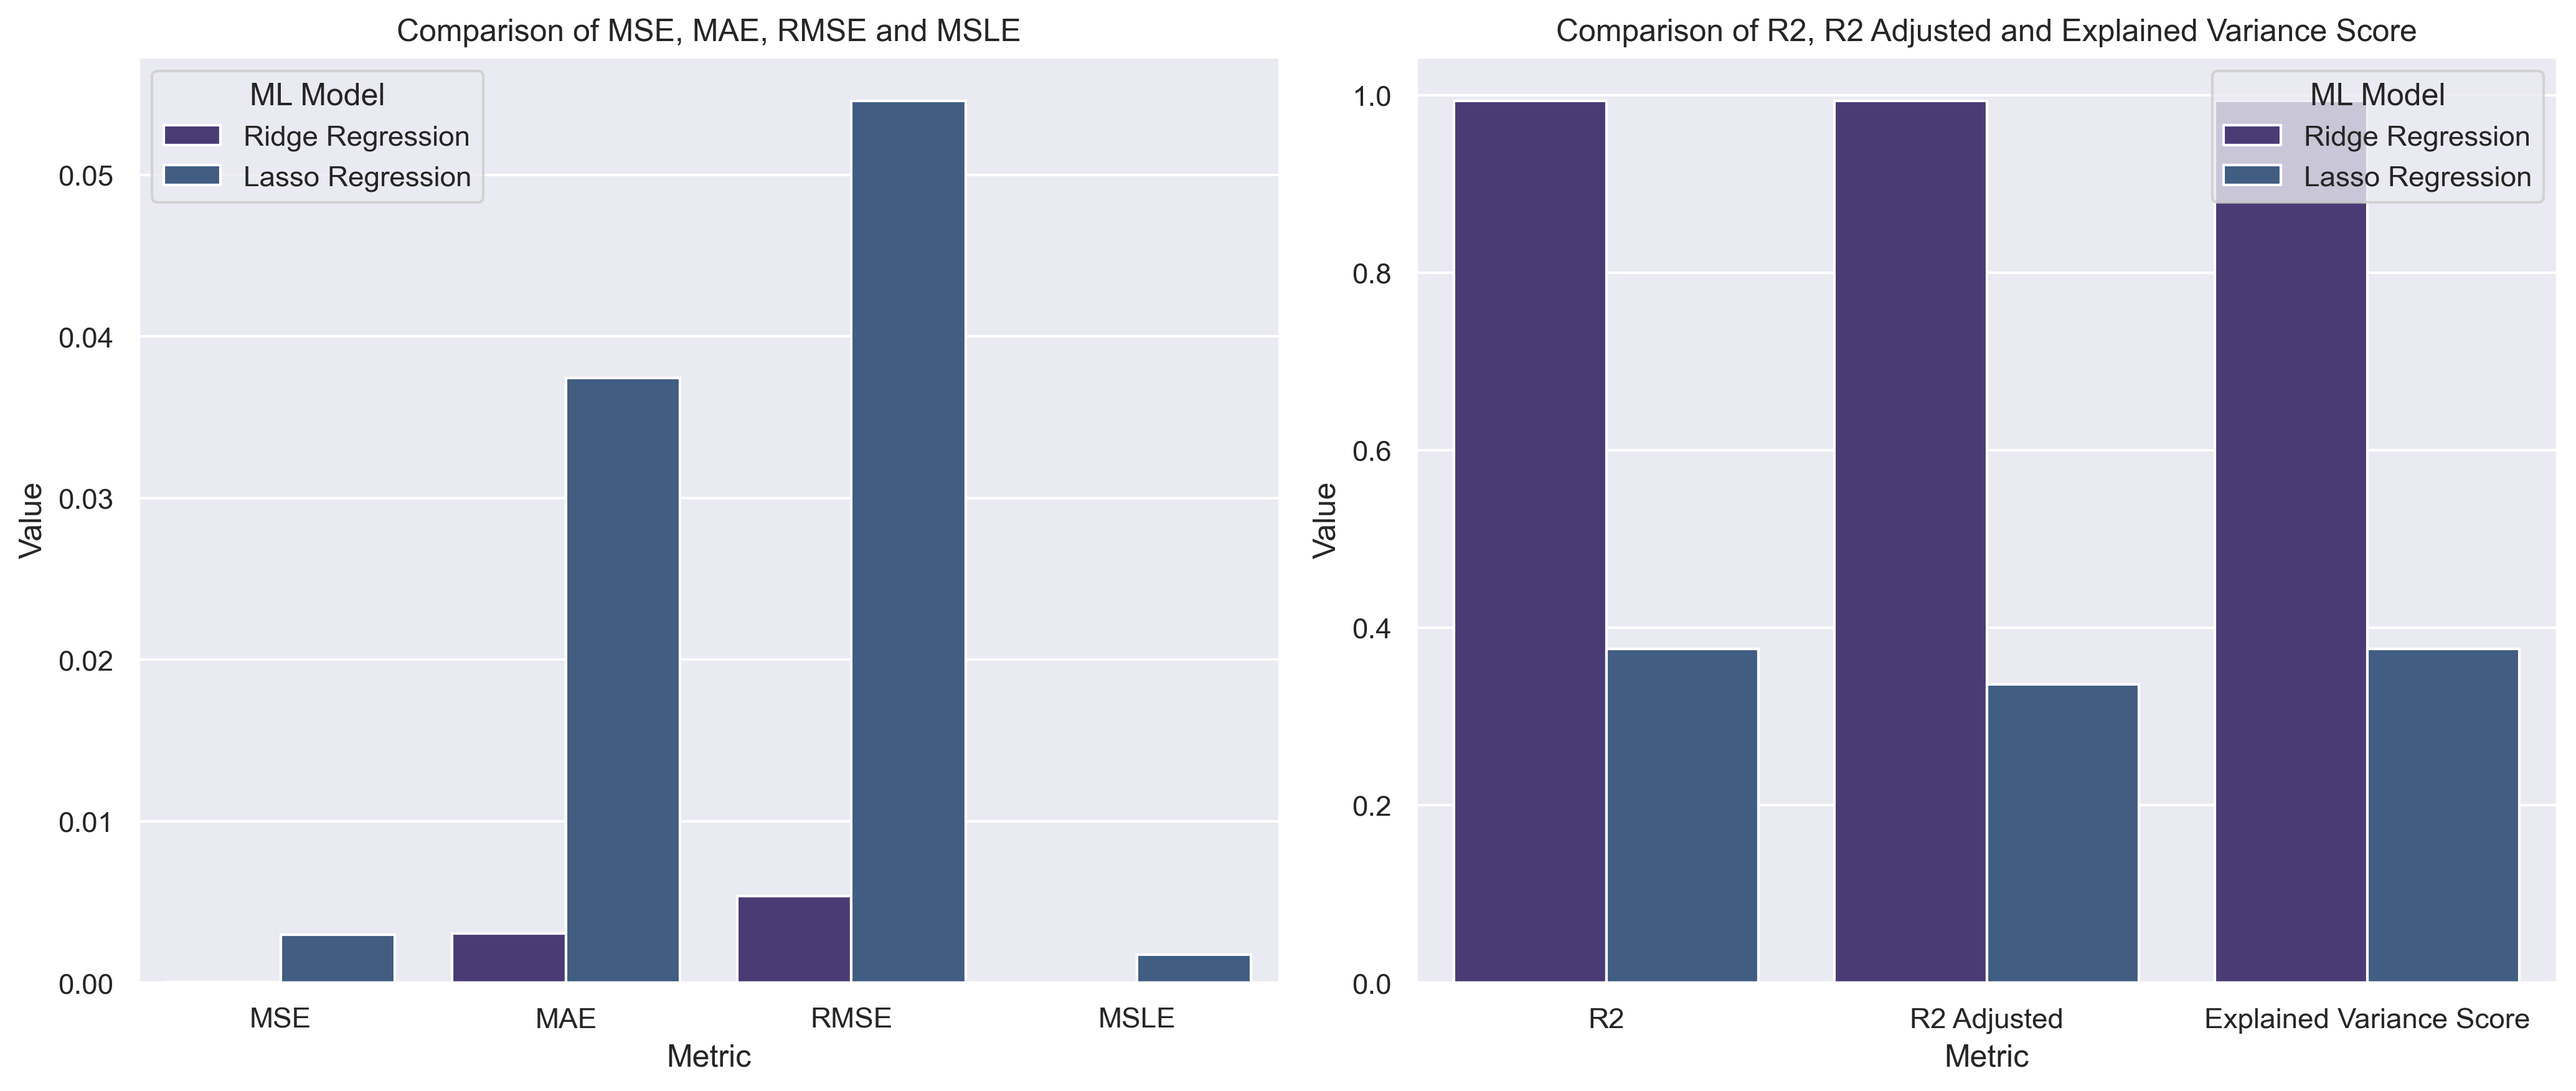 Comparison of MSE, MAE, RMSE and MSLE
ML Model
Ridge Regression
Lasso Regression
Value
0.05
0.04
0.03
0.02
0.01
0.00
MSE
MAE
RMSE
MSLE
Metric
Comparison of R2, R2 Adjusted and Explained Variance Score
ML Model
Ridge Regression
Lasso Regression
Value
1.0
0.8
0.6
0.4
0.2
0.0
R2
R2 Adjusted
Explained Variance Score
Metric